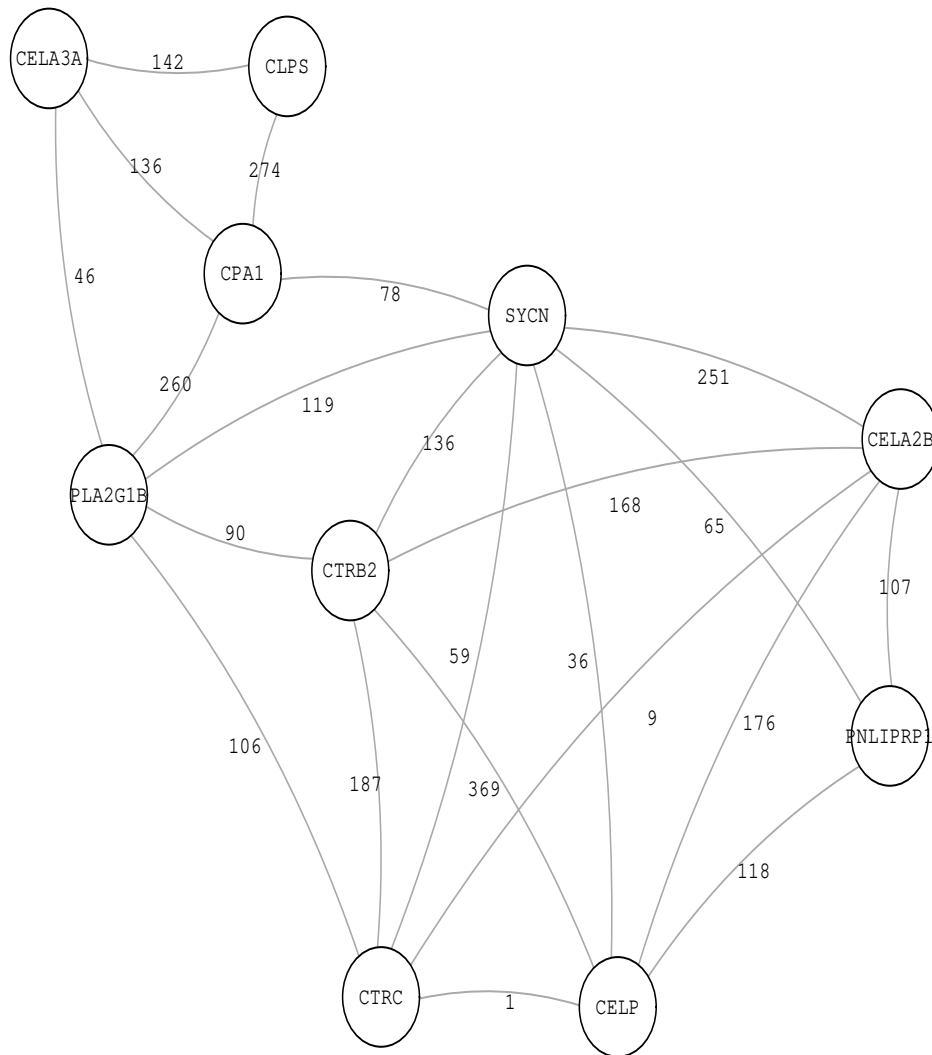 CELA3A
142
CLPS
136
274
CPA1
46
78
SYCN
260
119
251
136
CELA2B
PLA2G1B
168
65
90
CTRB2
107
59
36
9
176
PNLIPRP1
106
187
369
118
CTRC
1
CELP